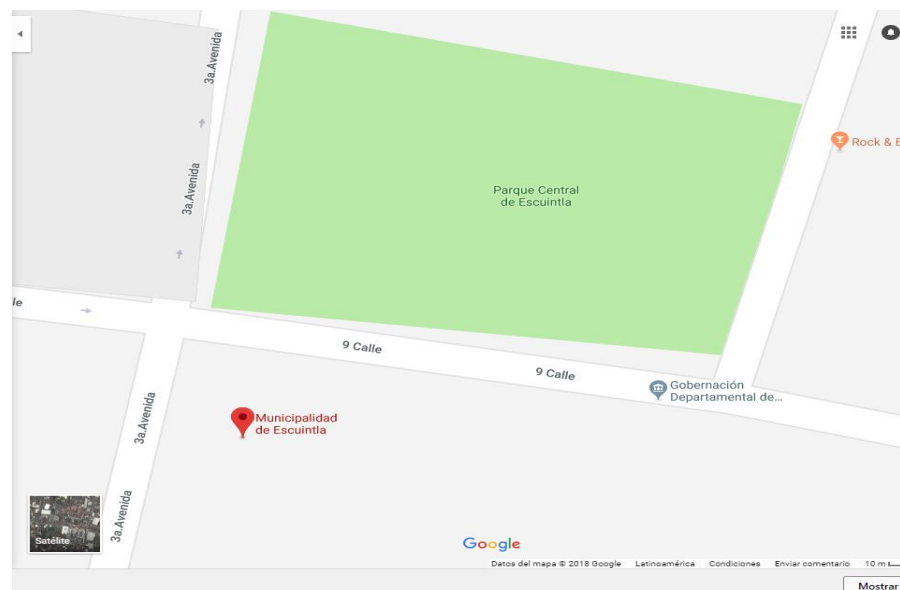 3a.Avenida
Rock & E
3a.Avenida
Parque Central
de Escuintla
le
9 Calle
9 Calle
Gobernación
Departamental de...
3a.Avenida
Municipalidad
de Escuintla
3a.Avenida
Satélite
Google
Datos del mapa © 2018 Google Latinoamérica Condiciones Enviar comentario 10 m
Mostrar